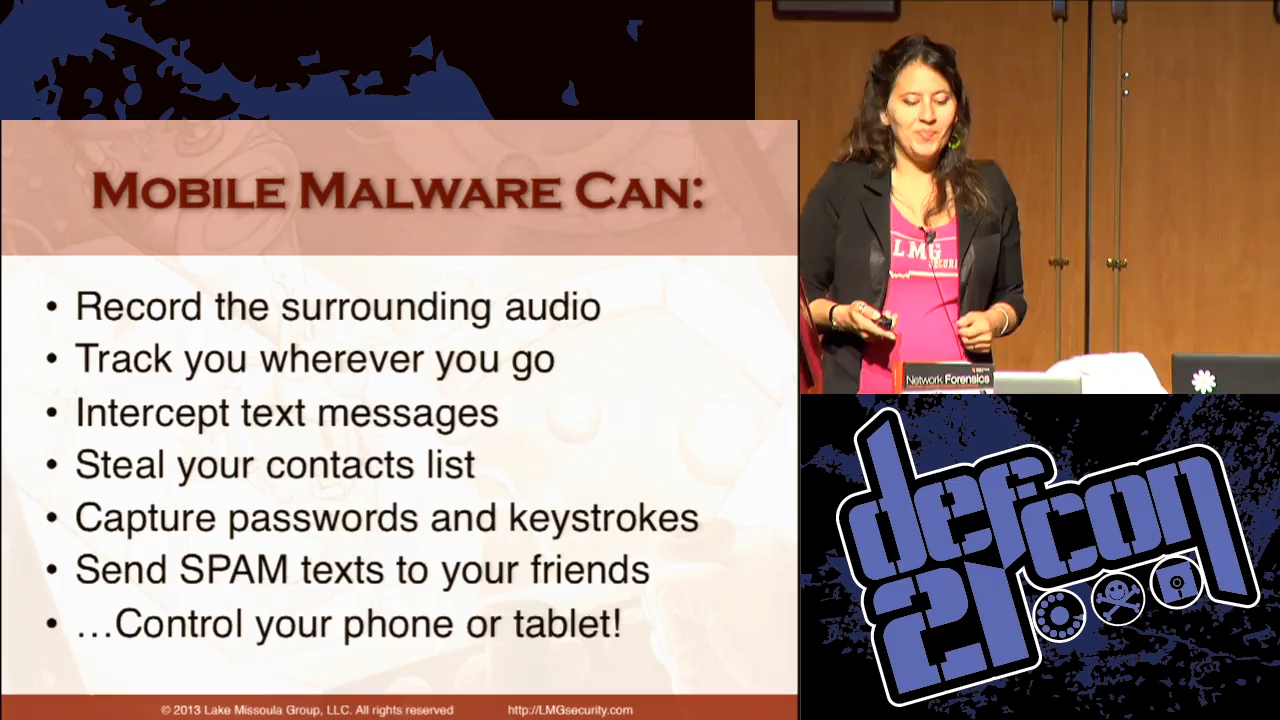 MOBILE MALWARE CAN:
• Record the surrounding audio
• Track you wherever you go
• Intercept text messages
• Steal your contacts list
• Capture passwords and keystrokes
• Send SPAM texts to your friends
• …Control your phone or tablet!
© 2013 Lake Missoula Group, LLC. All rights reserved http://LMGsecurity.com
LMG
Network Forensics
defcon
21